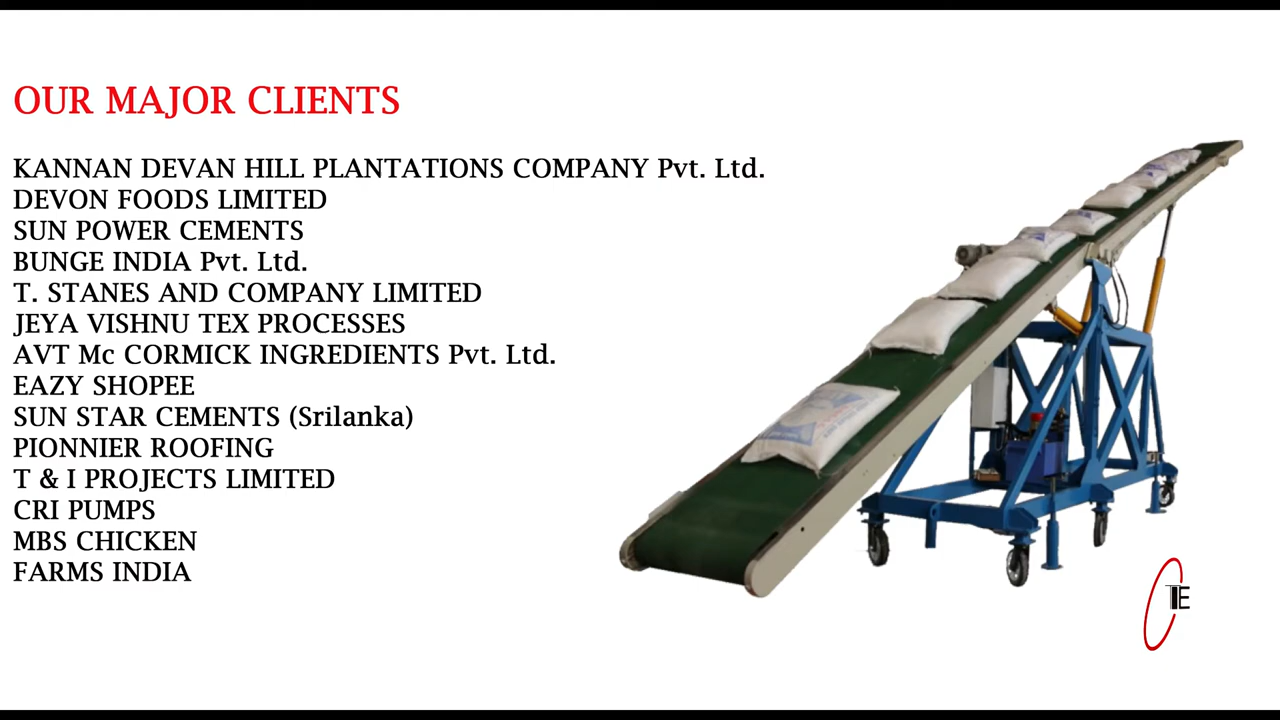 OUR MAJOR CLIENTS
KANNAN DEVAN HILL PLANTATIONS COMPANY Pvt. Ltd.
DEVON FOODS LIMITED
SUN POWER CEMENTS
BUNGE INDIA Pvt. Ltd.
T. STANES AND COMPANY LIMITED
JEYA VISHNU TEX PROCESSES
AVT Mc CORMICK INGREDIENTS Pvt. Ltd.
EAZY SHOPEE
SUN STAR CEMENTS (Srilanka)
PIONNIER ROOFING
T & I PROJECTS LIMITED
CRI PUMPS
MBS CHICKEN
FARMS INDIA
TE